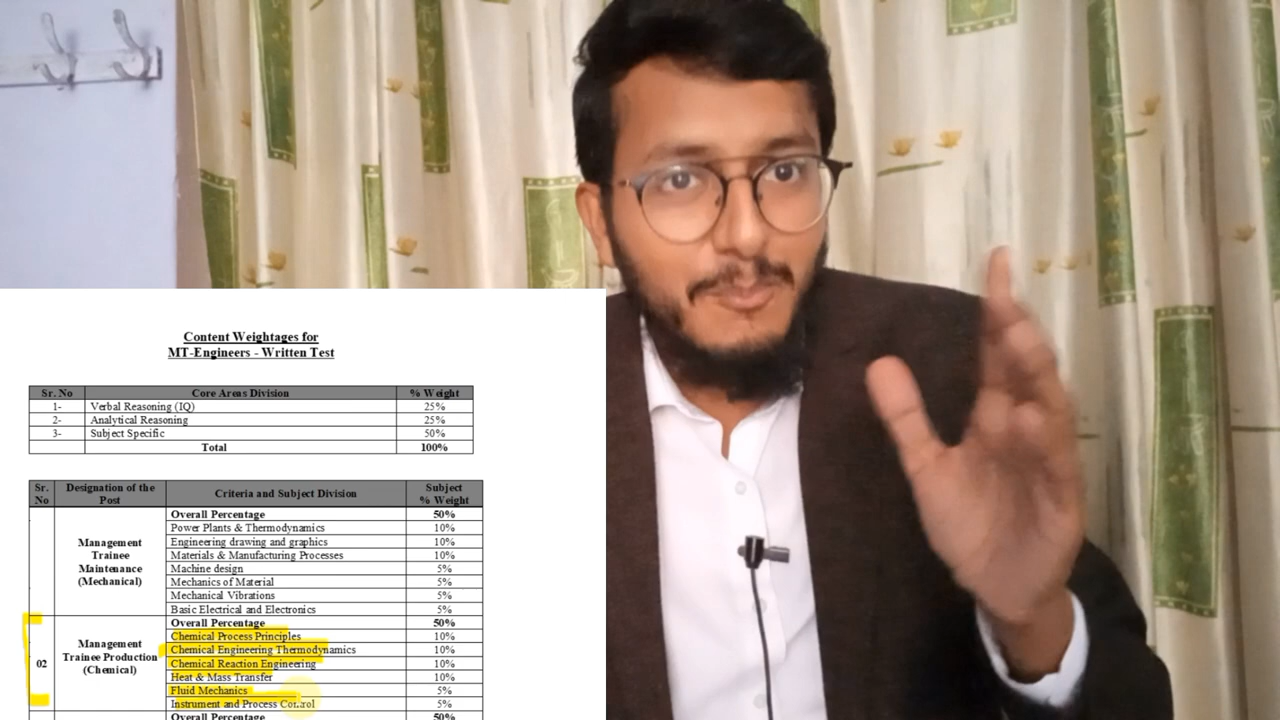 Content Weightages for
MT-Engineers - Written Test
Sr. No Core Areas Division % Weight
1- Verbal Reasoning (IQ) 25%
2- Analytical Reasoning 25%
3- Subject Specific 50%
Total 100%
Sr. No Designation of the Post Criteria and Subject Division Subject % Weight
Management Trainee Maintenance (Mechanical)
Overall Percentage 50%
Power Plants & Thermodynamics 10%
Engineering drawing and graphics 10%
Materials & Manufacturing Processes 10%
Machine design 5%
Mechanics of Material 5%
Mechanical Vibrations 5%
Basic Electrical and Electronics 5%
02 Management Trainee Production (Chemical)
Overall Percentage 50%
Chemical Process Principles 10%
Chemical Engineering Thermodynamics 10%
Chemical Reaction Engineering 10%
Heat & Mass Transfer 10%
Fluid Mechanics 5%
Instrument and Process Control 5%
Overall Percentage 50%